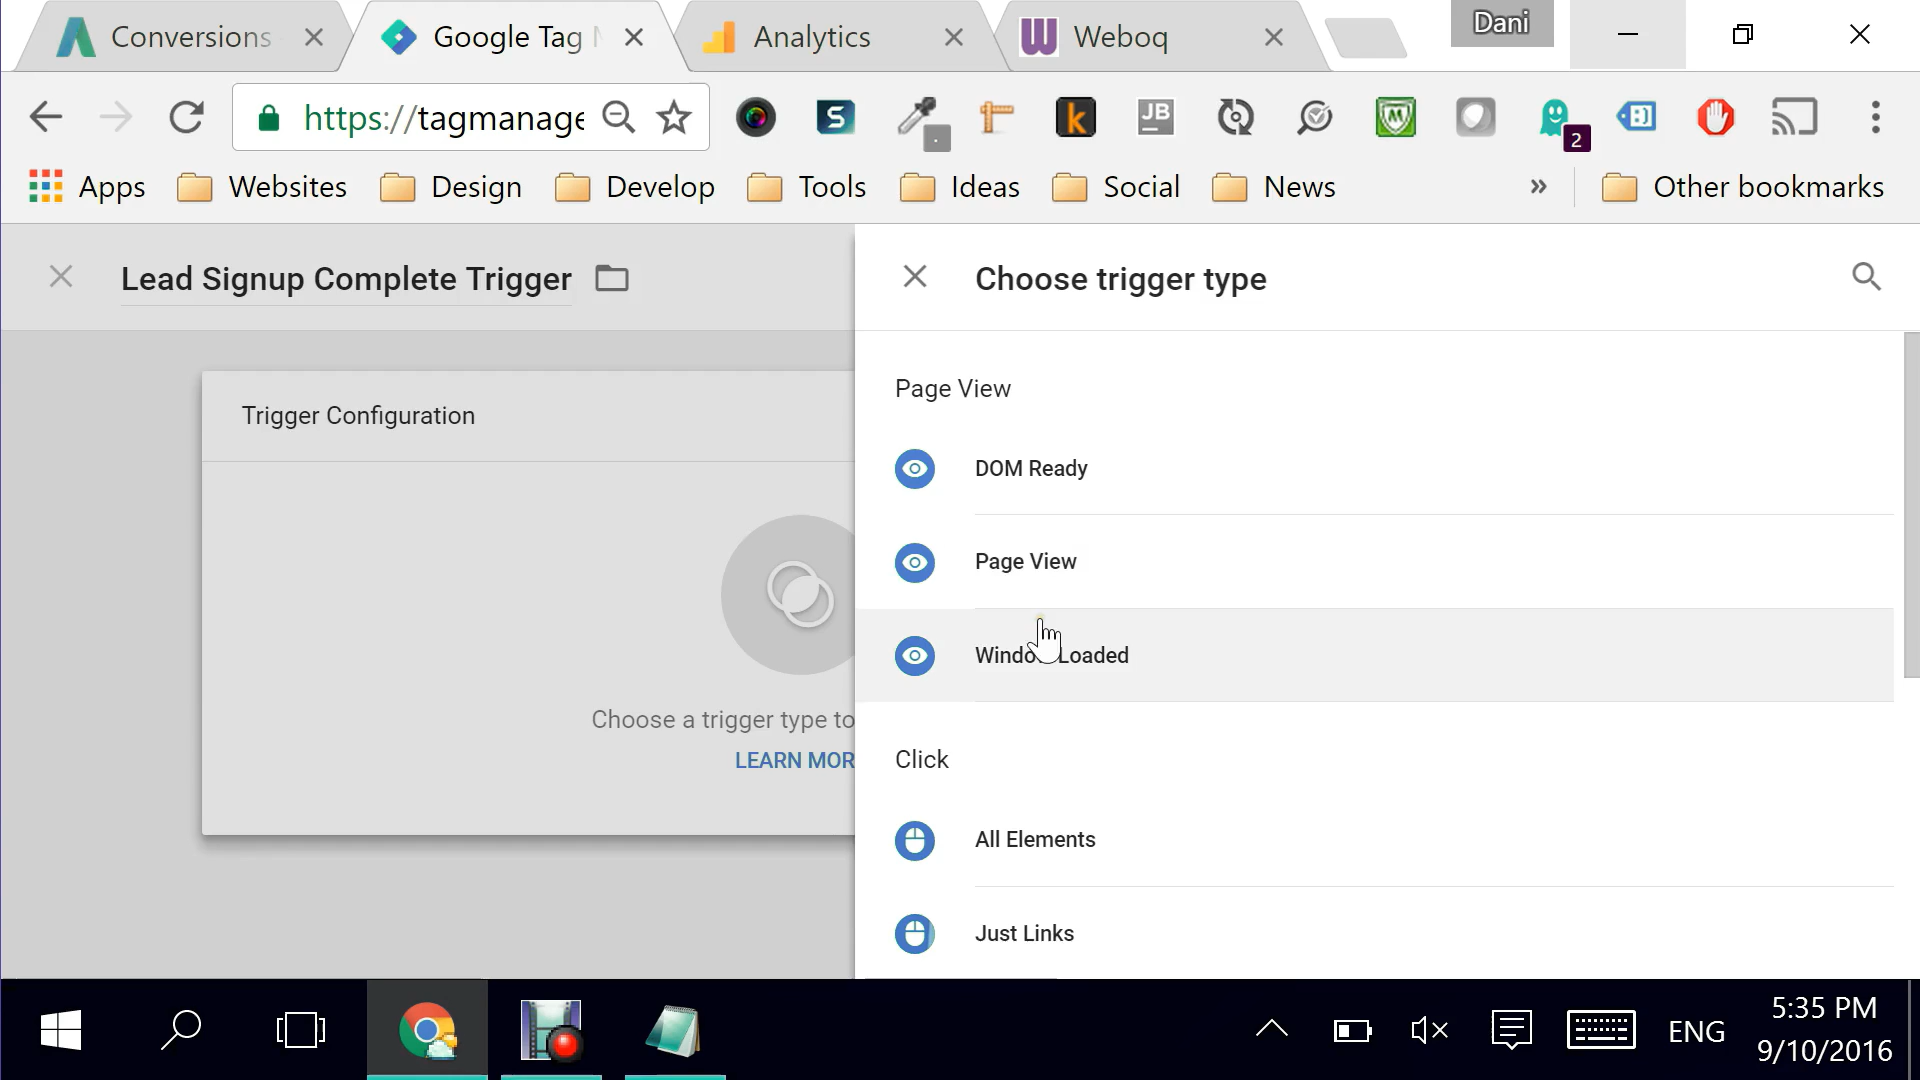 Conversions
Google Tag
Analytics
Weboq
Dani
https://tagmanage
JB
2
Apps
Websites
Design
Develop
Tools
Ideas
Social
News
»
Other bookmarks
Lead Signup Complete Trigger
Choose trigger type
Trigger Configuration
Page View
DOM Ready
Page View
Window Loaded
Choose a trigger type to
LEARN MOR
Click
All Elements
Just Links
ENG
5:35 PM
9/10/2016